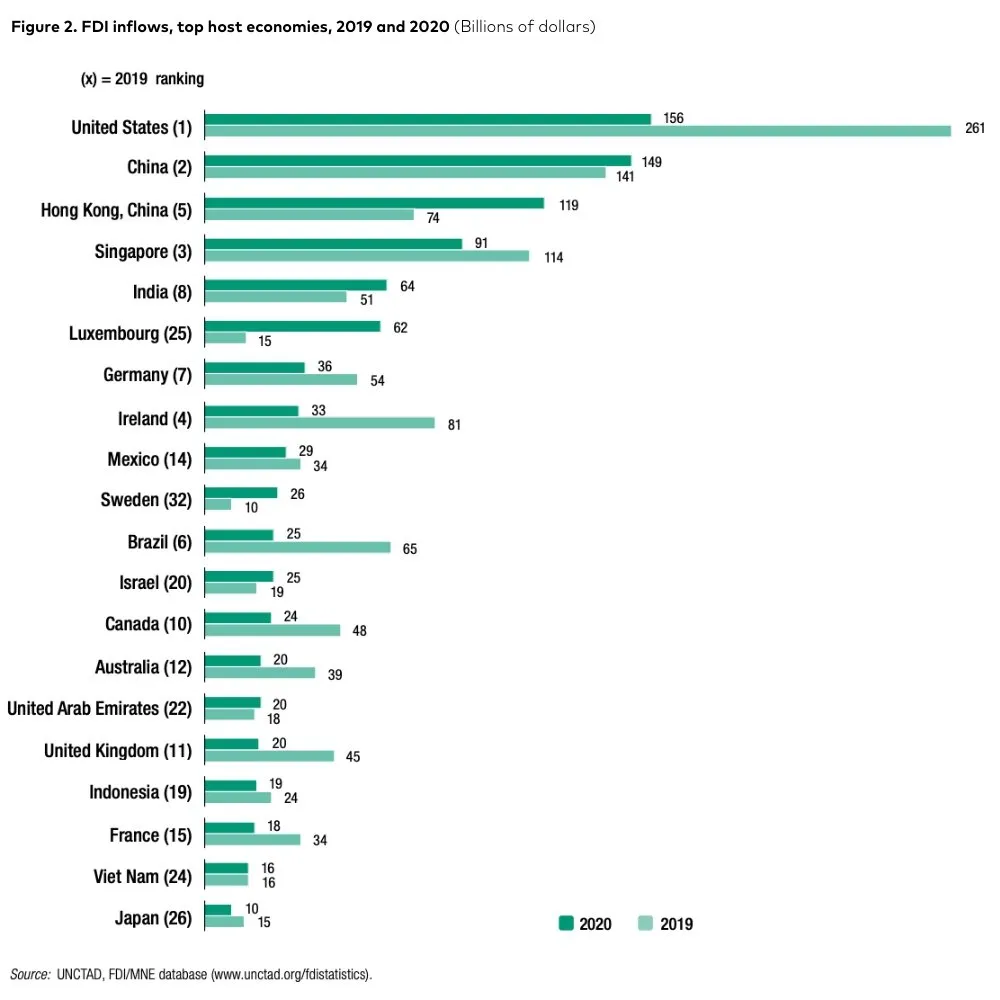 Figure 2. FDI inflows, top host economies, 2019 and 2020 (Billions of dollars)
(x) = 2019 ranking
United States (1) 156
261
China (2) 149
141
Hong Kong, China (5) 119
74
Singapore (3) 91
114
India (8) 64
51
Luxembourg (25) 62
15
Germany (7) 36
54
Ireland (4) 33
81
Mexico (14) 29
34
Sweden (32) 26
10
Brazil (6) 25
65
Israel (20) 25
19
Canada (10) 24
48
Australia (12) 20
39
United Arab Emirates (22) 20
18
United Kingdom (11) 20
45
Indonesia (19) 19
24
France (15) 18
34
Viet Nam (24) 16
16
Japan (26) 10
15
2020 2019
Source: UNCTAD, FDI/MNE database (www.unctad.org/fdistatistics).